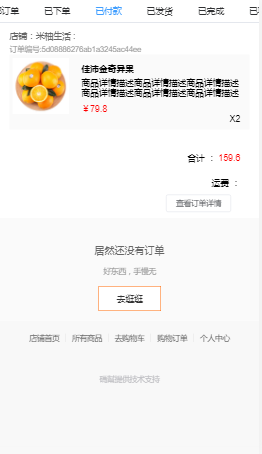 部订单 已下单 已付款 已发货 已完成 已
店铺：米柚生活：
订单编号:5d08886276ab1a3245ac44ee
佳沛金奇异果
商品详情描述商品详情描述商品详情描述
商品详情描述商品详情描述商品详情描述
￥79.8
X2
合计 ： 159.6
运费 ：
查看订单详情
居然还没有订单
好东西，手慢无
去逛逛
店铺首页 所有商品 去购物车 购物订单 个人中心
提供技术支持